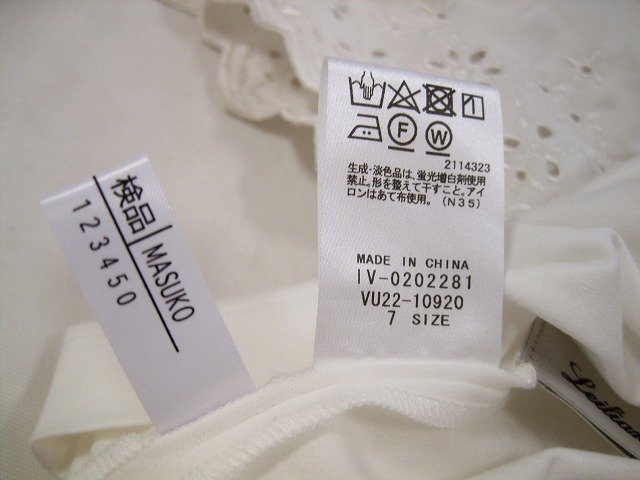 検品 MASUKO
123450
F W
2114323
生成・淡色品は、蛍光増白剤使用
禁止。形を整えて干すこと。アイ
ロンはあて布使用。(N35)
MADE IN CHINA
IV-0202281
VU22-10920
7 SIZE